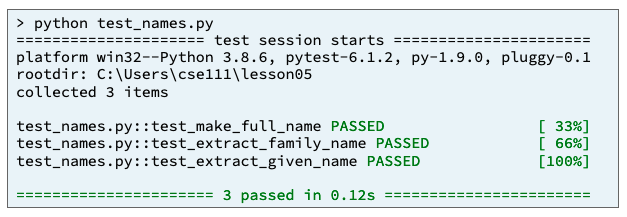 > python test_names.py
===================== test session starts ======================
platform win32--Python 3.8.6, pytest-6.1.2, py-1.9.0, pluggy-0.1
rootdir: C:\Users\cse111\lesson05
collected 3 items
test_names.py::test_make_full_name PASSED [ 33%]
test_names.py::test_extract_family_name PASSED [ 66%]
test_names.py::test_extract_given_name PASSED [100%]
====================== 3 passed in 0.12s =======================